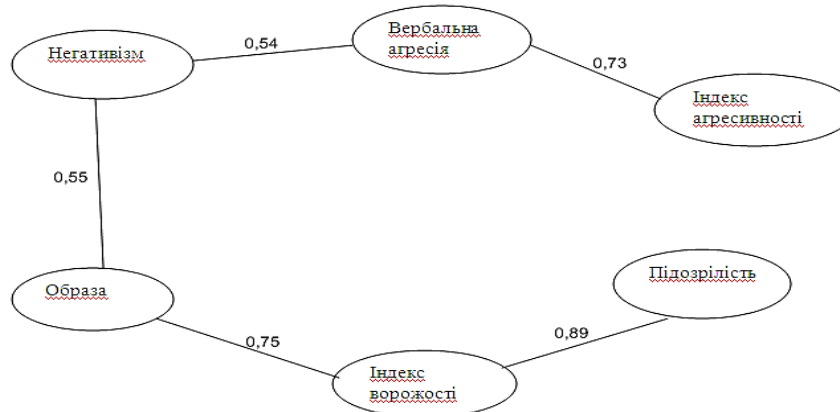 Негативізм
0,54
Вербальна
агресія
0,73
Індекс
агресивності
0,55
Образа
0,75
Індекс
ворожості
0,89
Підозрілість